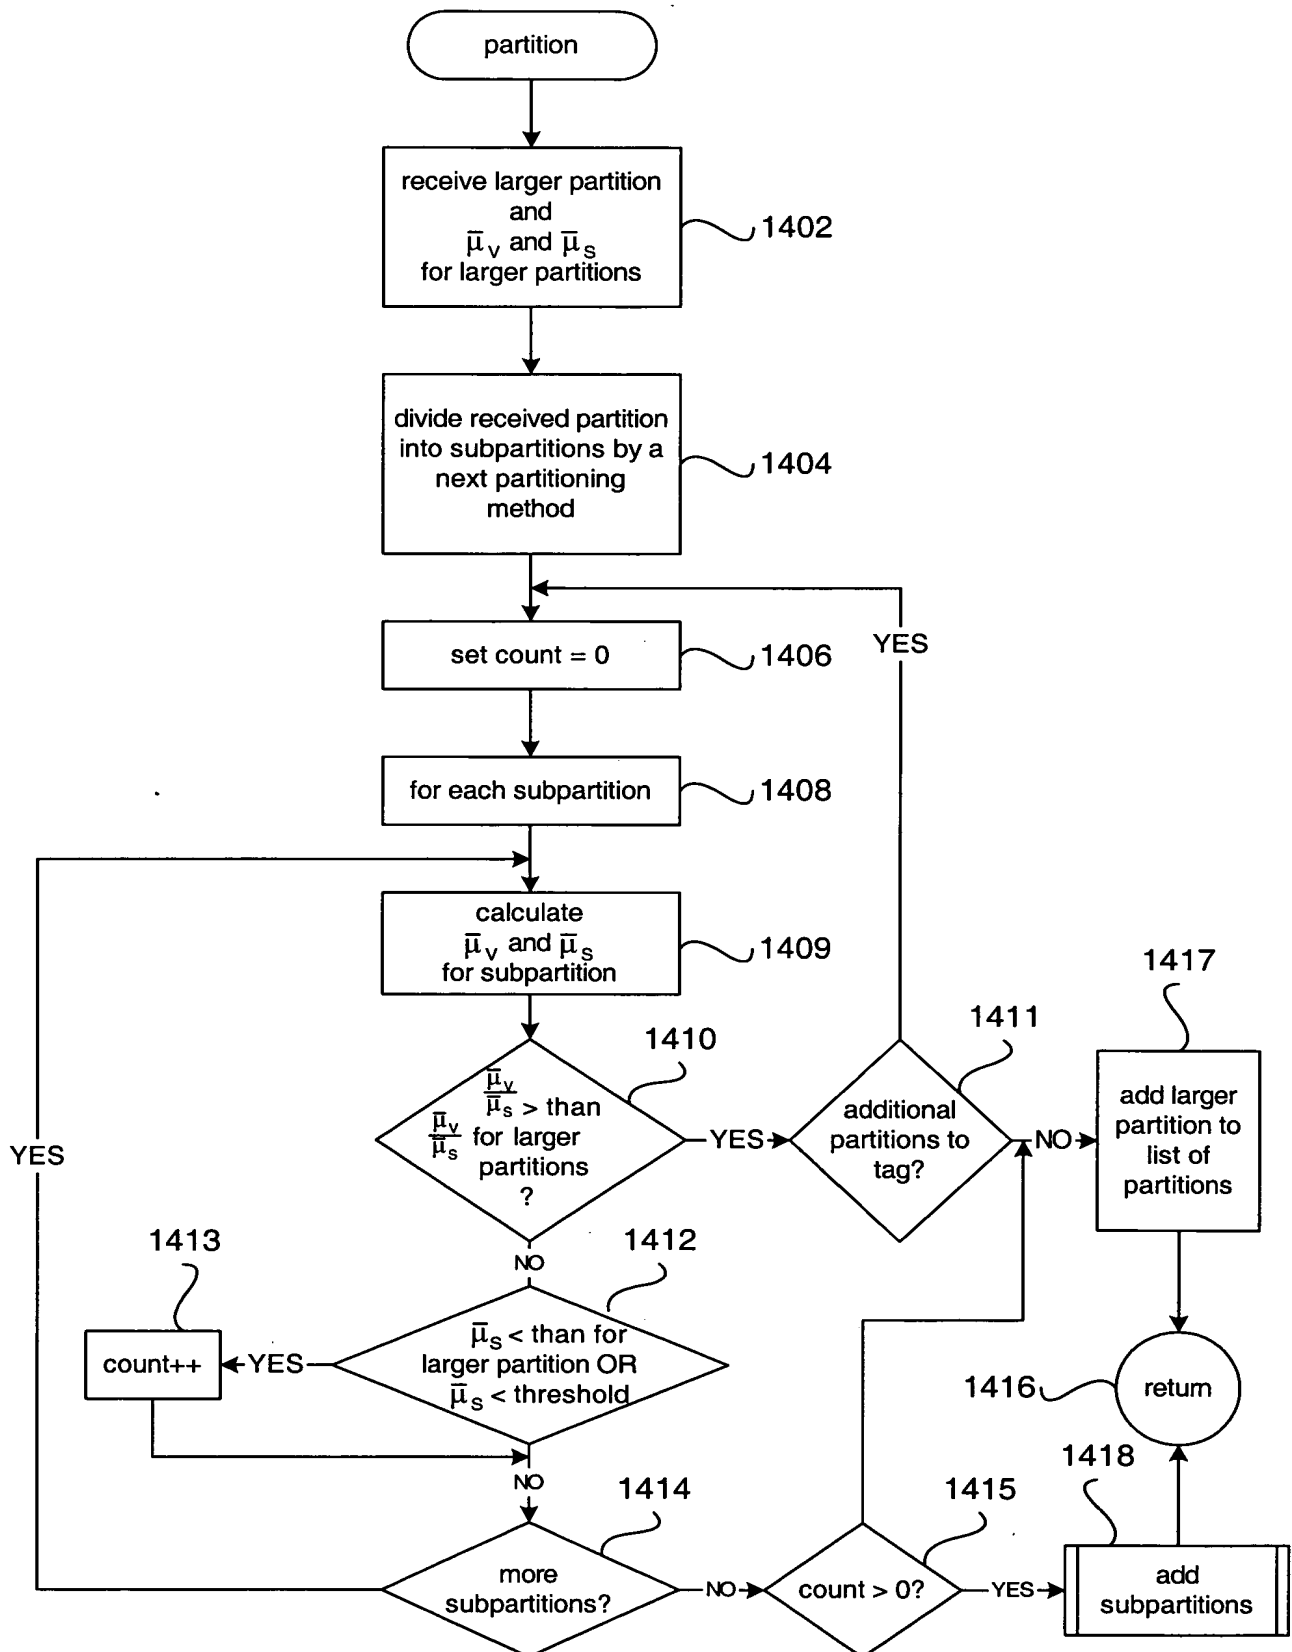 partition
receive larger partition
and
μ̄v and μ̄s
for larger partitions
1402
divide received partition
into subpartitions by a
next partitioning
method
1404
YES
set count = 0
1406
for each subpartition
1408
calculate
μ̄v and μ̄s
for subpartition
1409
1417
1411
1410
μ̄v/μ̄s > than
μ̄v/μ̄s for larger
partitions
?
YES
additional
partitions to
tag?
NO
add larger
partition to
list of
partitions
YES
1413
NO
1412
count++
YES
μ̄s < than for
larger partition OR
μ̄s < threshold
1416
return
NO
1414
1415
1418
more
subpartitions?
NO
count > 0?
YES
add
subpartitions